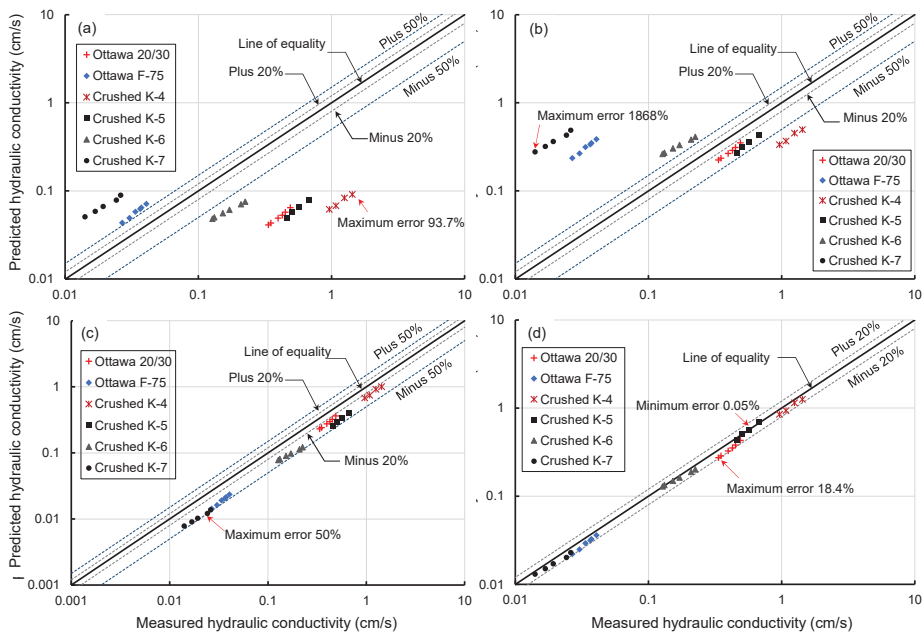 (a)
Ottawa 20/30
Ottawa F-75
Crushed K-4
Crushed K-5
Crushed K-6
Crushed K-7
Line of equality
Plus 20%
Plus 50%
Minus 50%
Minus 20%
Maximum error 93.7%
Predicted hydraulic conductivity (cm/s)
10
1
0.1
0.01
0.01
0.1
1
10
(b)
Line of equality
Plus 20%
Plus 50%
Minus 50%
Minus 20%
Maximum error 1868%
Ottawa 20/30
Ottawa F-75
Crushed K-4
Crushed K-5
Crushed K-6
Crushed K-7
10
1
0.1
0.01
0.01
0.1
1
10
(c)
Ottawa 20/30
Ottawa F-75
Crushed K-4
Crushed K-5
Crushed K-6
Crushed K-7
Line of equality
Plus 20%
Plus 50%
Minus 50%
Minus 20%
Maximum error 50%
Predicted hydraulic conductivity (cm/s)
10
1
0.1
0.01
0.001
0.001
0.01
0.1
1
10
Measured hydraulic conductivity (cm/s)
(d)
Ottawa 20/30
Ottawa F-75
Crushed K-4
Crushed K-5
Crushed K-6
Crushed K-7
Line of equality
Plus 20%
Minus 20%
Minimum error 0.05%
Maximum error 18.4%
10
1
0.1
0.01
0.01
0.1
1
10
Measured hydraulic conductivity (cm/s)